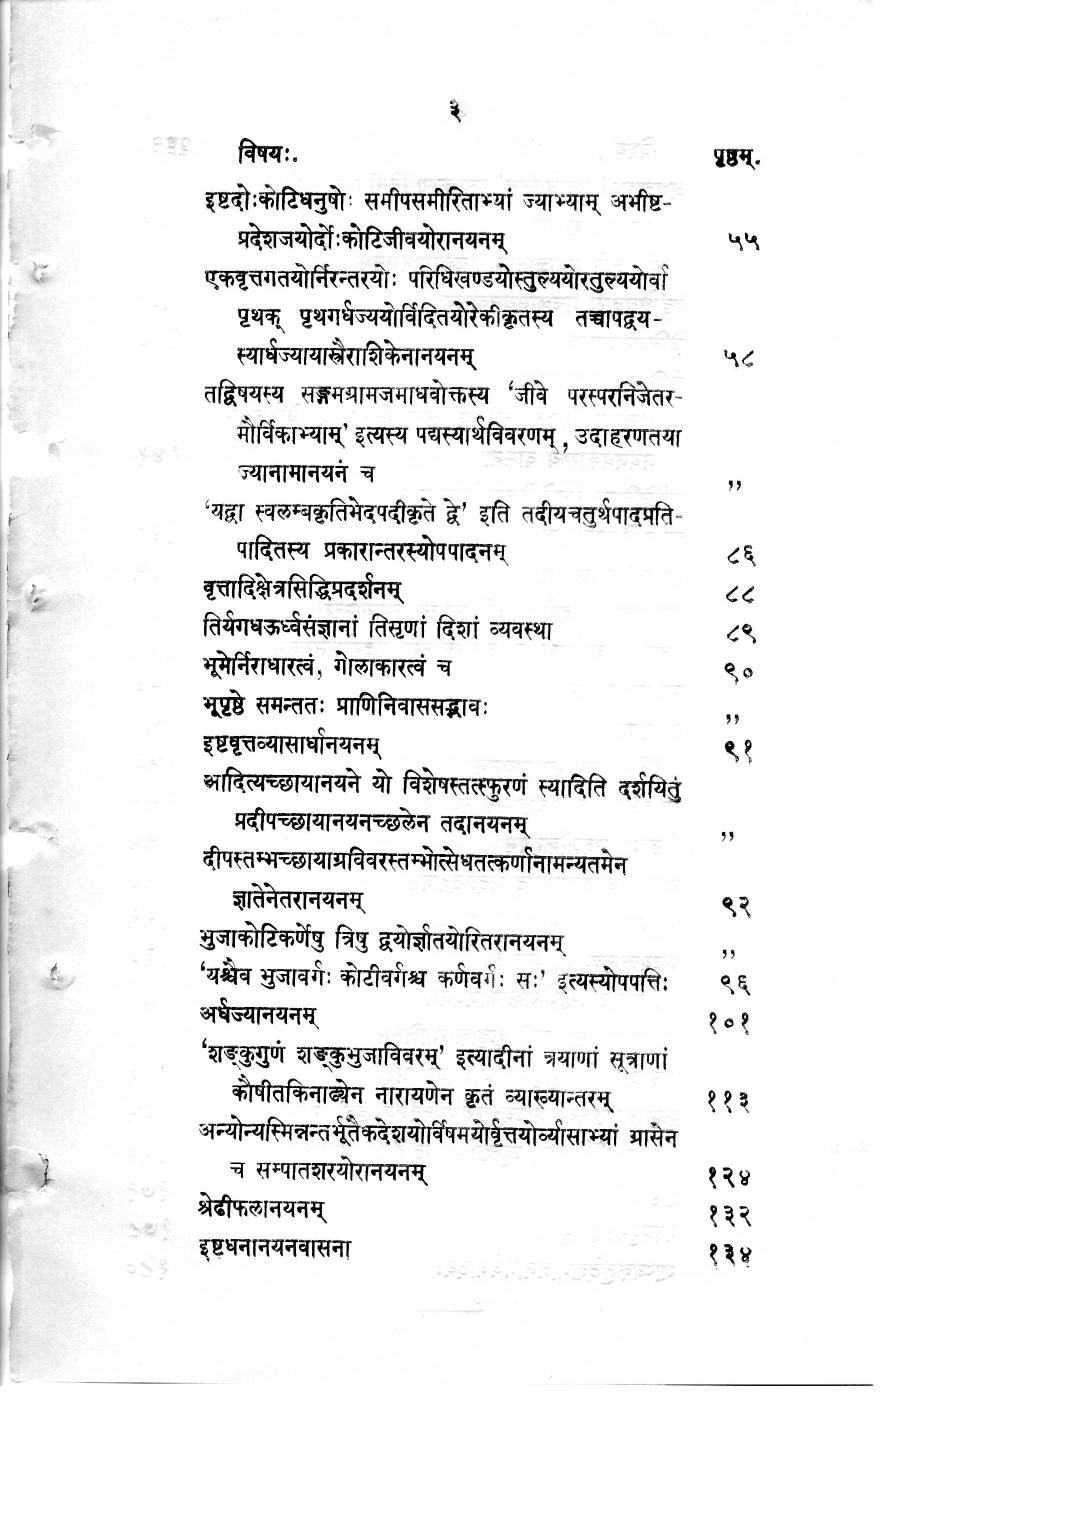 ३
विषयः. पृष्ठम्.
इष्टदोःकोटिधनुषोः समीपसमीरिताभ्यां ज्याभ्याम् अभीष्ट-
प्रदेशजयोर्दोःकोटिजीवयोरानयनम् ५५
एकवृत्तगतयोर्निरन्तरयोः परिधिखण्डयोस्तुल्ययोरतुल्ययोर्वा
पृथक् पृथगर्धज्ययोर्विदितयोरेकीकृतस्य तच्चापद्वय-
स्यार्धज्यायास्त्रैराशिकेनानयनम् ५८
तद्विषयस्य सङ्गमग्रामजमाधवोक्तस्य ‘जीवे परस्परनिजेतर-
मौर्विकाभ्याम्’ इत्यस्य पद्यस्यार्थविवरणम्, उदाहरणतया
ज्यानामानयनं च ,,
‘यद्वा स्वलम्बकृतिभेदपदीकृते द्वे’ इति तदीयचतुर्थपादप्रति-
पादितस्य प्रकारान्तरस्योपपादनम् ८६
वृत्तादिक्षेत्रसिद्धिप्रदर्शनम् ८८
तिर्यगधऊर्ध्वसंज्ञानां तिसृणां दिशां व्यवस्था ८९
भूमेर्निराधारत्वं, गोलाकारत्वं च ९०
भूपृष्ठे समन्ततः प्राणिनिवाससद्भावः ,,
इष्टवृत्तव्यासार्धानयनम् ९१
आदित्यच्छायानयने यो विशेषस्तत्स्फुरणं स्यादिति दर्शयितुं
प्रदीपच्छायानयनच्छलेन तदानयनम् ,,
दीपस्तम्भच्छायाग्रविवरस्तम्भोत्सेधतत्कर्णानामन्यतमेन
ज्ञातेनेतरानयनम् ९२
भुजाकोटिकर्णेषु त्रिषु द्वयोर्ज्ञातयोरितरानयनम् ,,
‘यश्चैव भुजावर्गः कोटीवर्गश्च कर्णवर्गः सः’ इत्यस्योपपत्तिः ९६
अर्धज्यानयनम् १०१
‘शङ्कुगुणं शङ्कुभुजाविवरम्’ इत्यादीनां त्रयाणां सूत्राणां
कौषीतकिनाढ्येन नारायणेन कृतं व्याख्यान्तरम् ११३
अन्योन्यस्मिन्नन्तर्भूतैकदेशयोर्विषमयोर्वृत्तयोर्व्यासाभ्यां ग्रासेन
च सम्पातशरयोरानयनम् १२४
श्रेढीफलानयनम् १३२
इष्टधनानयनवासना १३४